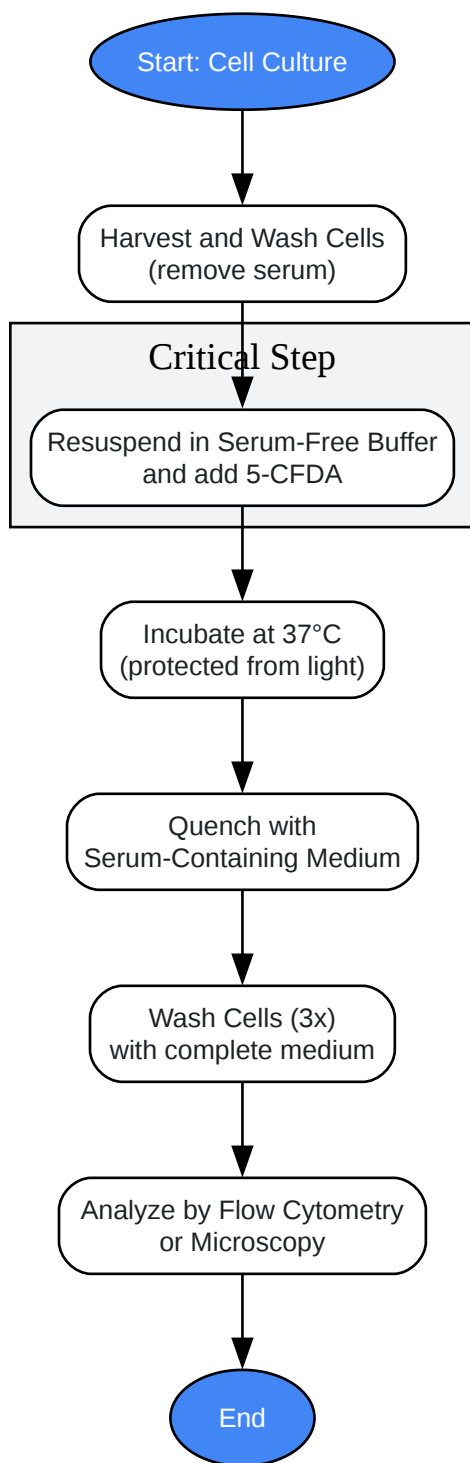 Start: Cell Culture
Harvest and Wash Cells
(remove serum)
Critical Step
Resuspend in Serum-Free Buffer
and add 5-CFDA
Incubate at 37°C
(protected from light)
Quench with
Serum-Containing Medium
Wash Cells (3x)
with complete medium
Analyze by Flow Cytometry
or Microscopy
End